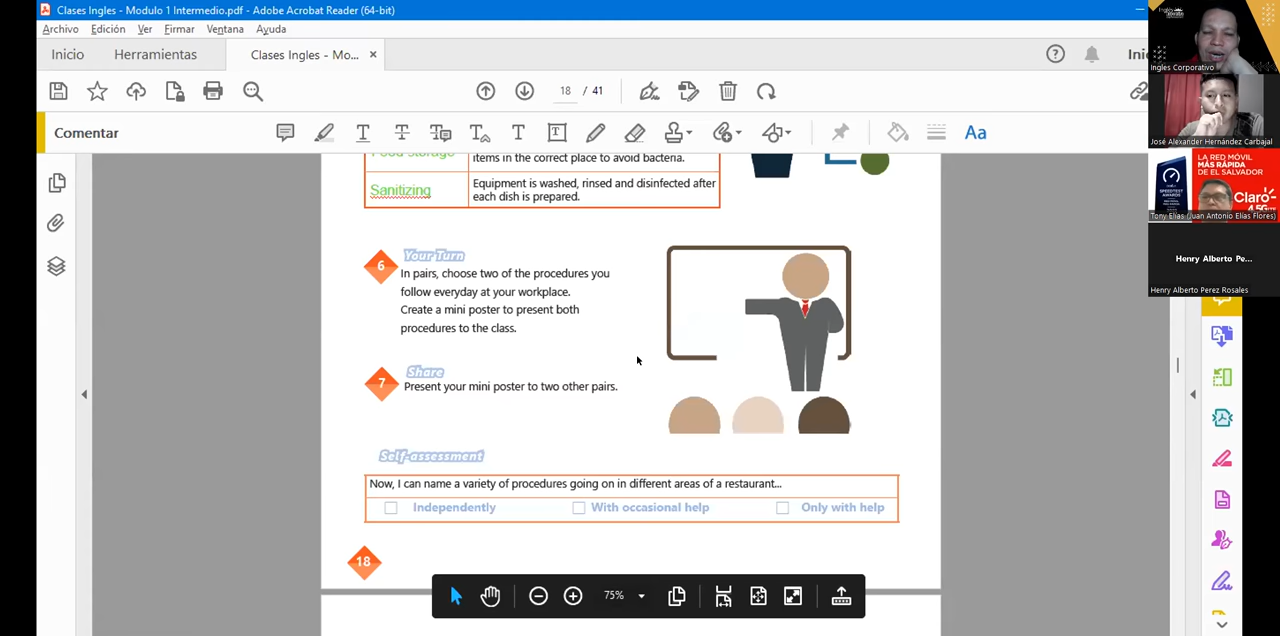 Clases Ingles - Modulo 1 Intermedio.pdf - Adobe Acrobat Reader (64-bit)
Archivo Edición Ver Firmar Ventana Ayuda
Inicio Herramientas Clases Ingles - Mo... ×
18 / 41
Comentar
items in the correct place to avoid bacteria.
Sanitizing
Equipment is washed, rinsed and disinfected after
each dish is prepared.
6
Your Turn
In pairs, choose two of the procedures you
follow everyday at your workplace.
Create a mini poster to present both
procedures to the class.
7
Share
Present your mini poster to two other pairs.
Self-assessment
Now, I can name a variety of procedures going on in different areas of a restaurant...
Independently With occasional help Only with help
18
75%
Aa
Ingles Corporativo
José Alexander Hernández Carbajal
LA RED MÓVIL
MÁS RÁPIDA
DE EL SALVADOR
SPEEDTEST
AWARDS
Claro
4.5G
Tony Elías (Juan Antonio Elías Flores)
Henry Alberto Pe...
Henry Alberto Perez Rosales